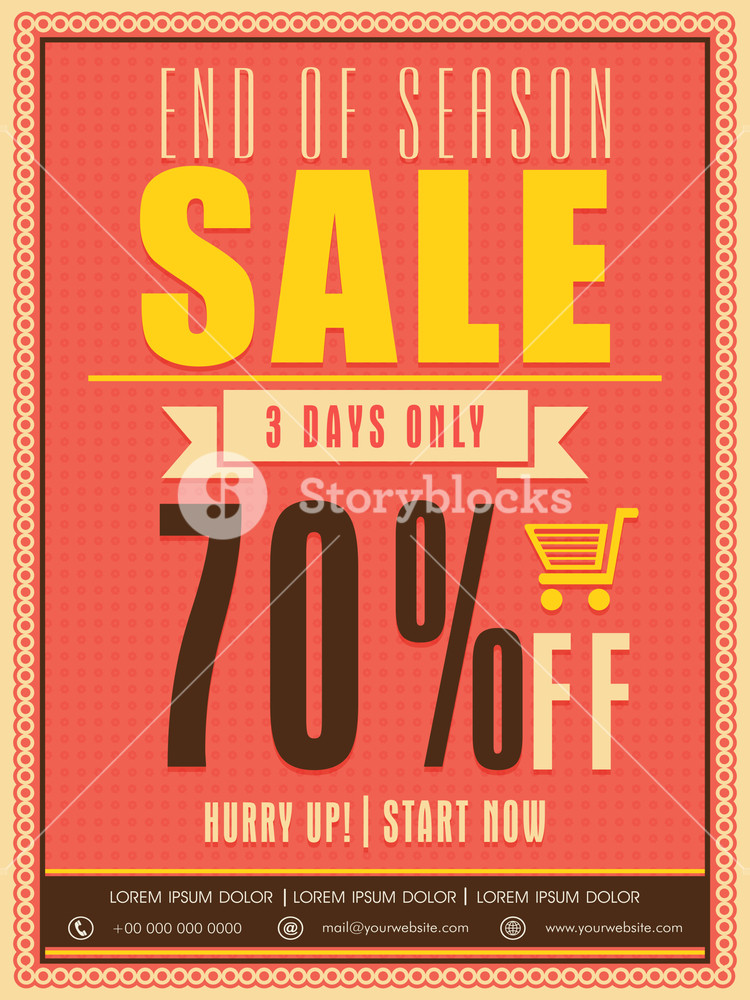 END OF SEASON
SALE
3 DAYS ONLY
Storyblocks
70% OFF
HURRY UP! | START NOW
LOREM IPSUM DOLOR | LOREM IPSUM DOLOR | LOREM IPSUM DOLOR
+00 000 000 0000 @ mail@yourwebsite.com www.yourwebsite.com